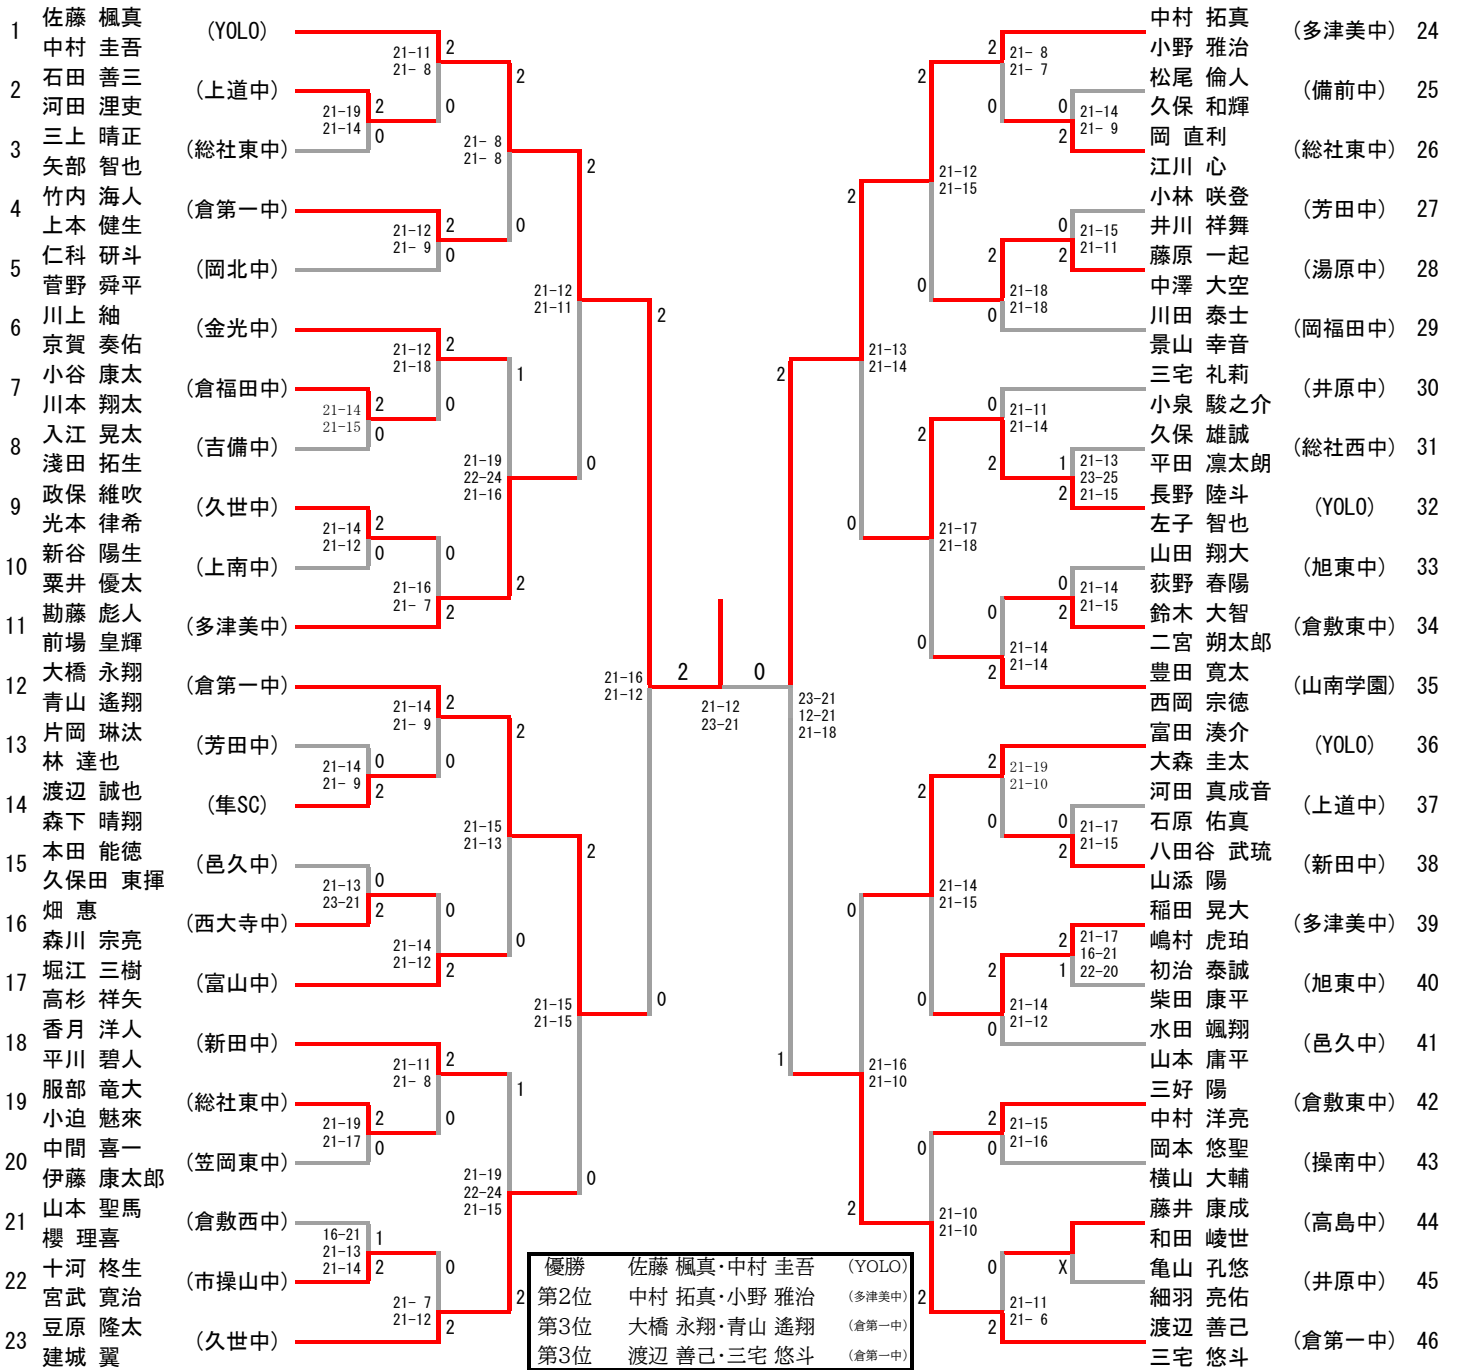 1 佐藤 楓真 中村 圭吾 (YOLO)
2 石田 善三 河田 浬吏 (上道中)
3 三上 晴正 矢部 智也 (総社東中)
4 竹内 海人 上本 健生 (倉第一中)
5 仁科 研斗 菅野 舜平 (岡北中)
6 川上 紬 京賀 奏佑 (金光中)
7 小谷 康太 川本 翔太 (倉福田中)
8 入江 晃太 淺田 拓生 (吉備中)
9 政保 維吹 光本 律希 (久世中)
10 新谷 陽生 粟井 優太 (上南中)
11 勘藤 彪人 前場 皇輝 (多津美中)
12 大橋 永翔 青山 遙翔 (倉第一中)
13 片岡 琳汰 林 達也 (芳田中)
14 渡辺 誠也 森下 晴翔 (隼SC)
15 本田 能徳 久保田 東揮 (邑久中)
16 畑 惠 森川 宗亮 (西大寺中)
17 堀江 三樹 高杉 祥矢 (富山中)
18 香月 洋人 平川 碧人 (新田中)
19 服部 竜大 小迫 魅來 (総社東中)
20 中間 喜一 伊藤 康太郎 (笠岡東中)
21 山本 聖馬 櫻 理喜 (倉敷西中)
22 十河 柊生 宮武 寛治 (市操山中)
23 豆原 隆太 建城 翼 (久世中)
21-19 21-14 2 0
21-14 21-15 2 0
21-14 21-12 2 0
21-14 21- 9 0 2
21-13 23-21 0 2
21-19 21-17 2 0
16-21 21-13 21-14 1 2
21-11 21- 8 2 0
21-12 21- 9 2 0
21-12 21-18 2 0
21-16 21- 7 0 2
21-14 21- 9 2 0
21-14 21-12 0 2
21-11 21- 8 2 0
21- 7 21-12 0 2
21- 8 21- 8 2 0
21-19 22-24 21-16 1 2
21-15 21-13 2 0
21-19 22-24 21-15 1 2
21-12 21-11 2 0
21-15 21-15 2 0
21-16 21-12 2 0
2 0
21-12 23-21
23-21 12-21 21-18 2 1
21-13 21-14 2 0
21-16 21-10 0 2
21-12 21-15 2 0
21-17 21-18 2 0
21-14 21-15 2 0
21-10 21-10 0 2
21- 8 21- 7 2 0
21-18 21-18 2 0
21-11 21-14 0 2
21-14 21-14 0 2
21-19 21-10 2 0
21-14 21-12 2 0
21-15 21-16 2 0
21-11 21- 6 0 2
21-14 21- 9 0 2
21-15 21-11 0 2
21-13 23-25 21-15 1 2
21-14 21-15 0 2
21-17 21-15 0 2
21-17 16-21 22-20 2 1
X
中村 拓真 小野 雅治 (多津美中) 24
松尾 倫人 久保 和輝 (備前中) 25
岡 直利 江川 心 (総社東中) 26
小林 咲登 井川 祥舞 (芳田中) 27
藤原 一起 中澤 大空 (湯原中) 28
川田 泰士 景山 幸音 (岡福田中) 29
三宅 礼莉 小泉 駿之介 (井原中) 30
久保 雄誠 平田 凛太朗 (総社西中) 31
長野 陸斗 左子 智也 (YOLO) 32
山田 翔大 荻野 春陽 (旭東中) 33
鈴木 大智 二宮 朔太郎 (倉敷東中) 34
豊田 寛太 西岡 宗徳 (山南学園) 35
富田 湊介 大森 圭太 (YOLO) 36
河田 真成音 石原 佑真 (上道中) 37
八田谷 武琉 山添 陽 (新田中) 38
稲田 晃大 嶋村 虎珀 (多津美中) 39
初治 泰誠 柴田 康平 (旭東中) 40
水田 颯翔 山本 庸平 (邑久中) 41
三好 陽 中村 洋亮 (倉敷東中) 42
岡本 悠聖 横山 大輔 (操南中) 43
藤井 康成 和田 崚世 (高島中) 44
亀山 孔悠 細羽 亮佑 (井原中) 45
渡辺 善己 三宅 悠斗 (倉第一中) 46
優勝 佐藤 楓真・中村 圭吾 (YOLO)
第2位 中村 拓真・小野 雅治 (多津美中)
第3位 大橋 永翔・青山 遙翔 (倉第一中)
第3位 渡辺 善己・三宅 悠斗 (倉第一中)